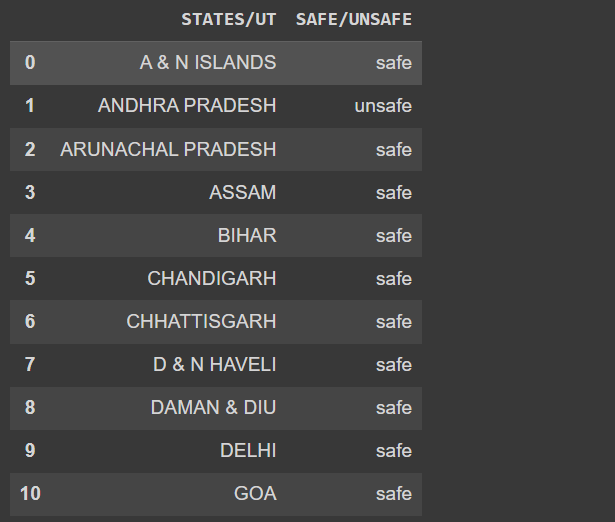 STATES/UT SAFE/UNSAFE
0 A & N ISLANDS safe
1 ANDHRA PRADESH unsafe
2 ARUNACHAL PRADESH safe
3 ASSAM safe
4 BIHAR safe
5 CHANDIGARH safe
6 CHHATTISGARH safe
7 D & N HAVELI safe
8 DAMAN & DIU safe
9 DELHI safe
10 GOA safe